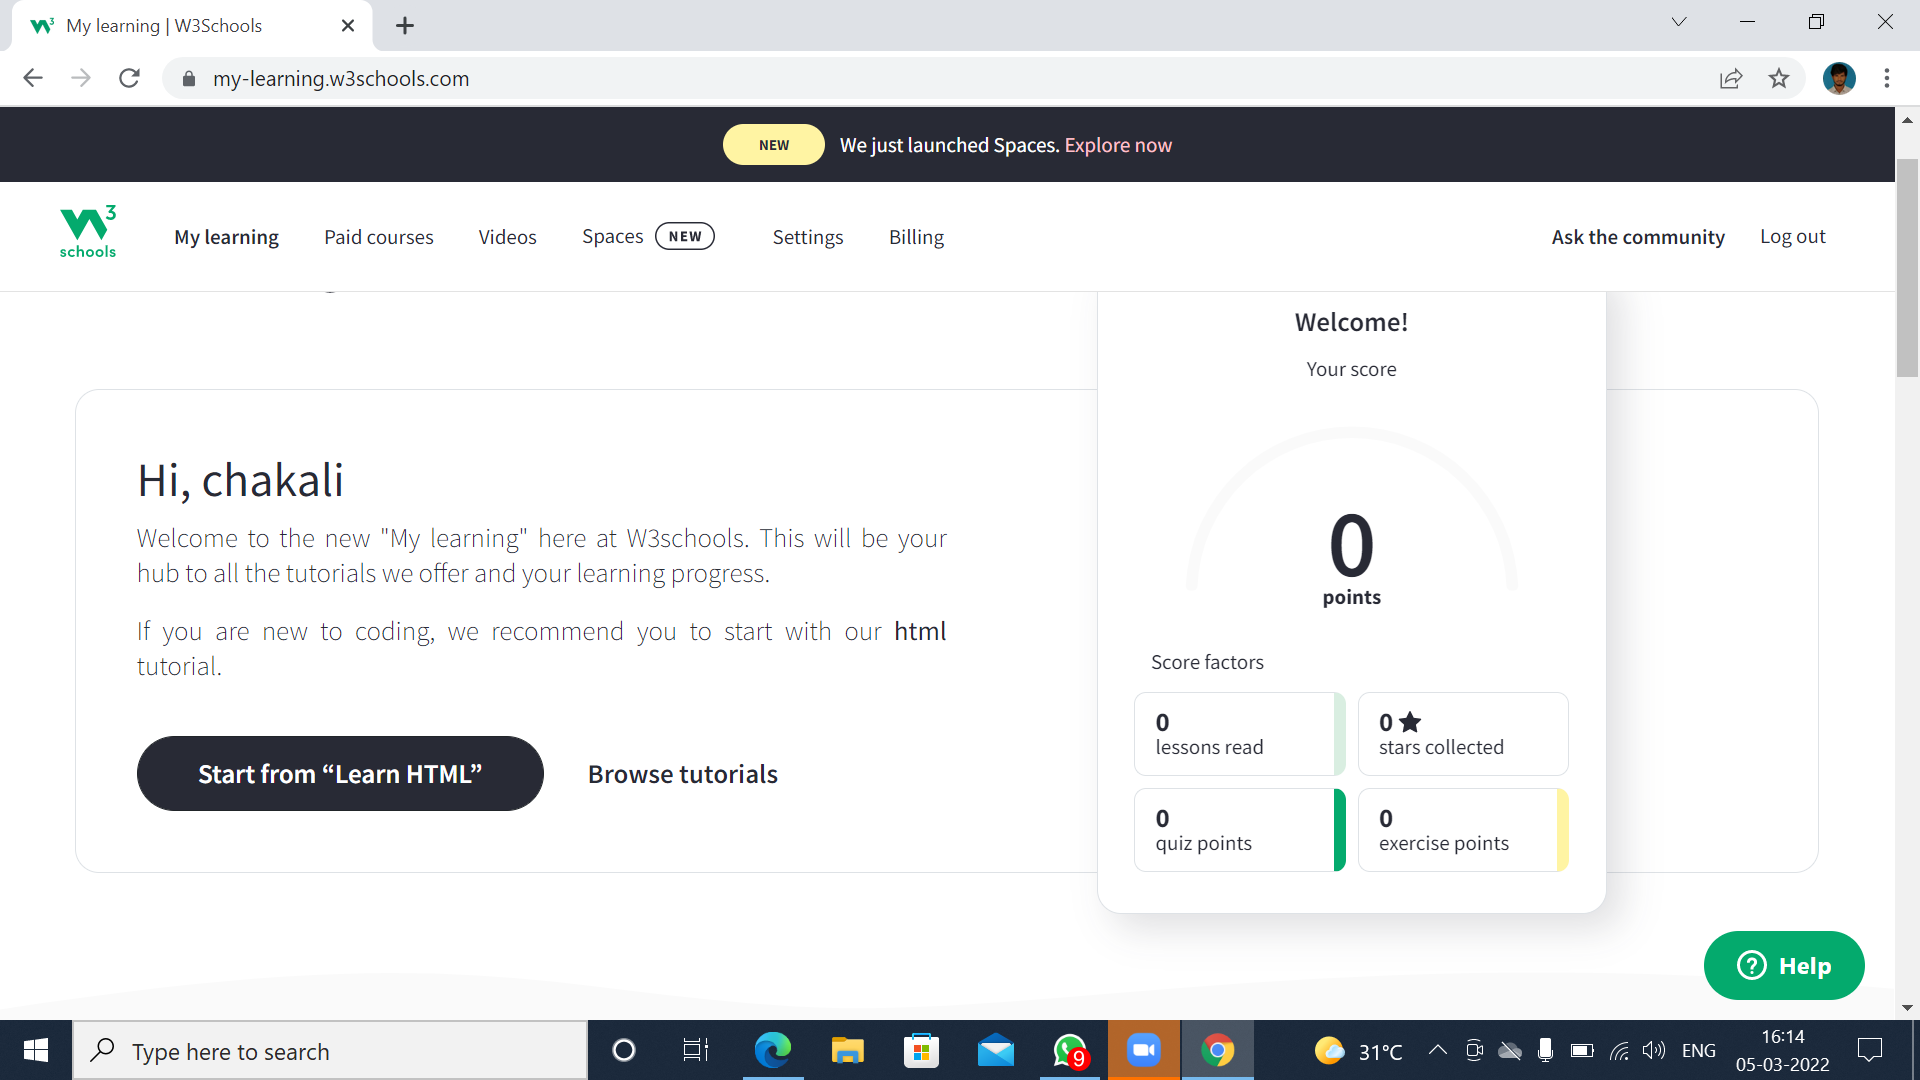 My learning | W3Schools
my-learning.w3schools.com
NEW We just launched Spaces. Explore now
W3 schools My learning Paid courses Videos Spaces NEW Settings Billing Ask the community Log out
Welcome!
Your score
Hi, chakali
Welcome to the new "My learning" here at W3schools. This will be your
hub to all the tutorials we offer and your learning progress.
If you are new to coding, we recommend you to start with our html
tutorial.
Start from “Learn HTML” Browse tutorials
0
points
Score factors
0
lessons read
0
stars collected
0
quiz points
0
exercise points
Help
Type here to search
9
31°C
ENG
16:14
05-03-2022